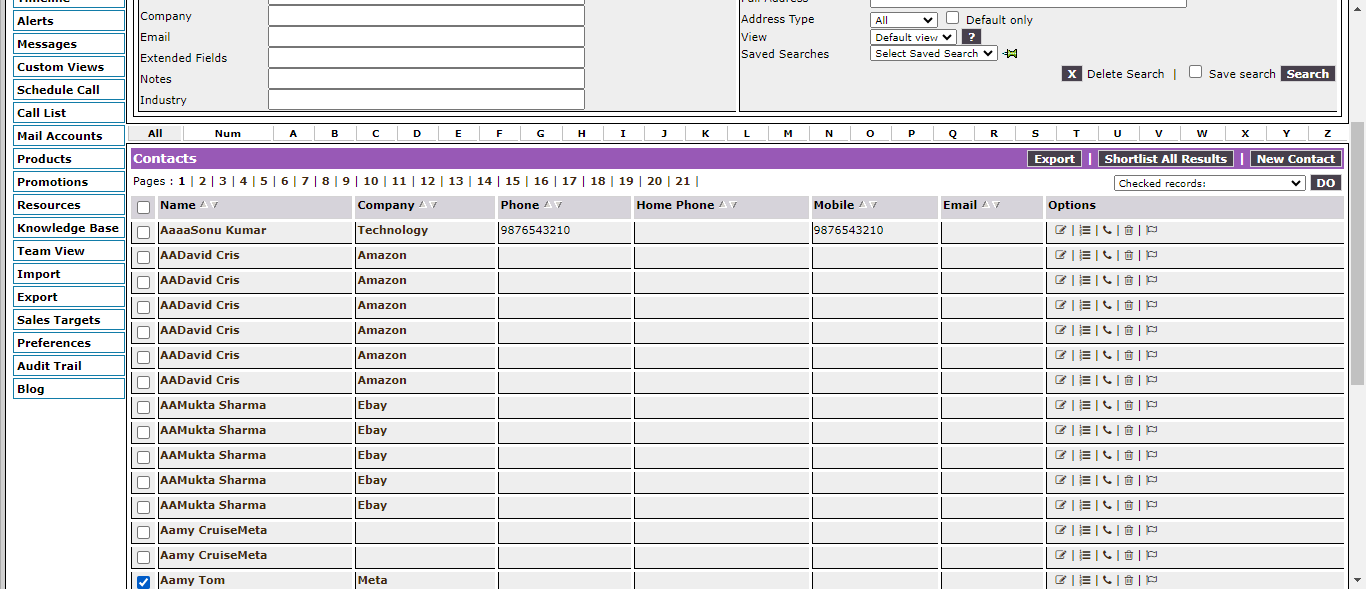 Timeline
Alerts
Messages
Custom Views
Schedule Call
Call List
Mail Accounts
Products
Promotions
Resources
Knowledge Base
Team View
Import
Export
Sales Targets
Preferences
Audit Trail
Blog
Company
Email
Extended Fields
Notes
Industry
Full Address
Address Type All Default only
View Default view ?
Saved Searches Select Saved Search
X Delete Search | Save search Search
All Num A B C D E F G H I J K L M N O P Q R S T U V W X Y Z
Contacts Export | Shortlist All Results | New Contact
Pages : 1 | 2 | 3 | 4 | 5 | 6 | 7 | 8 | 9 | 10 | 11 | 12 | 13 | 14 | 15 | 16 | 17 | 18 | 19 | 20 | 21 |
Checked records: DO
Name Company Phone Home Phone Mobile Email Options
AaaaSonu Kumar Technology 9876543210 9876543210 | | | |
AADavid Cris Amazon | | | |
AADavid Cris Amazon | | | |
AADavid Cris Amazon | | | |
AADavid Cris Amazon | | | |
AADavid Cris Amazon | | | |
AADavid Cris Amazon | | | |
AAMukta Sharma Ebay | | | |
AAMukta Sharma Ebay | | | |
AAMukta Sharma Ebay | | | |
AAMukta Sharma Ebay | | | |
AAMukta Sharma Ebay | | | |
Aamy CruiseMeta | | | |
Aamy CruiseMeta | | | |
Aamy Tom Meta | | | |